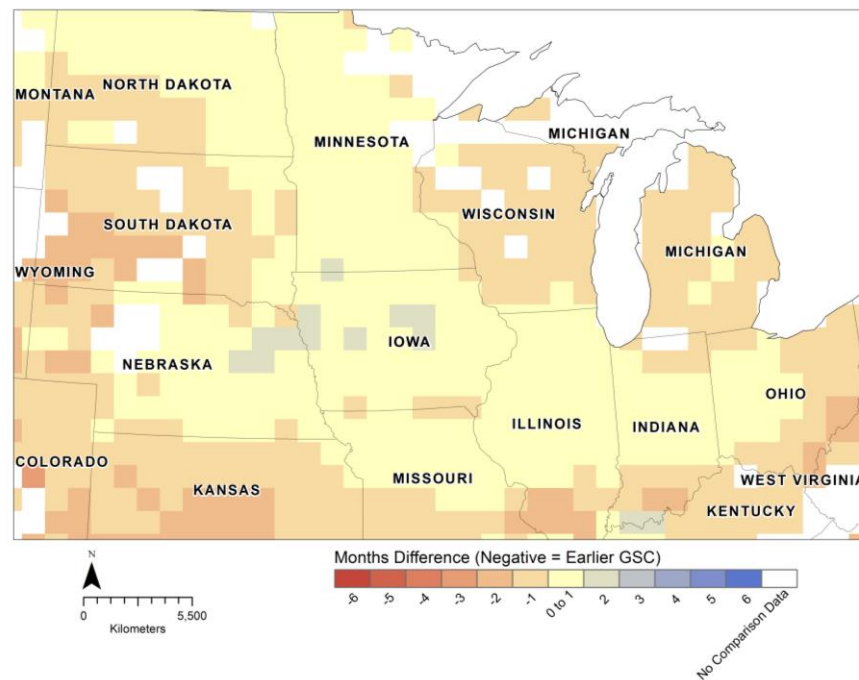 NORTH DAKOTA
MONTANA
MINNESOTA
MICHIGAN
SOUTH DAKOTA
WISCONSIN
MICHIGAN
WYOMING
IOWA
NEBRASKA
OHIO
ILLINOIS
INDIANA
COLORADO
MISSOURI
WEST VIRGINIA
KANSAS
KENTUCKY
Months Difference (Negative = Earlier GSC)
-6 -5 -4 -3 -2 -1 0 to 1 2 3 4 5 6 No Comparison Data
N
0 5,500
Kilometers